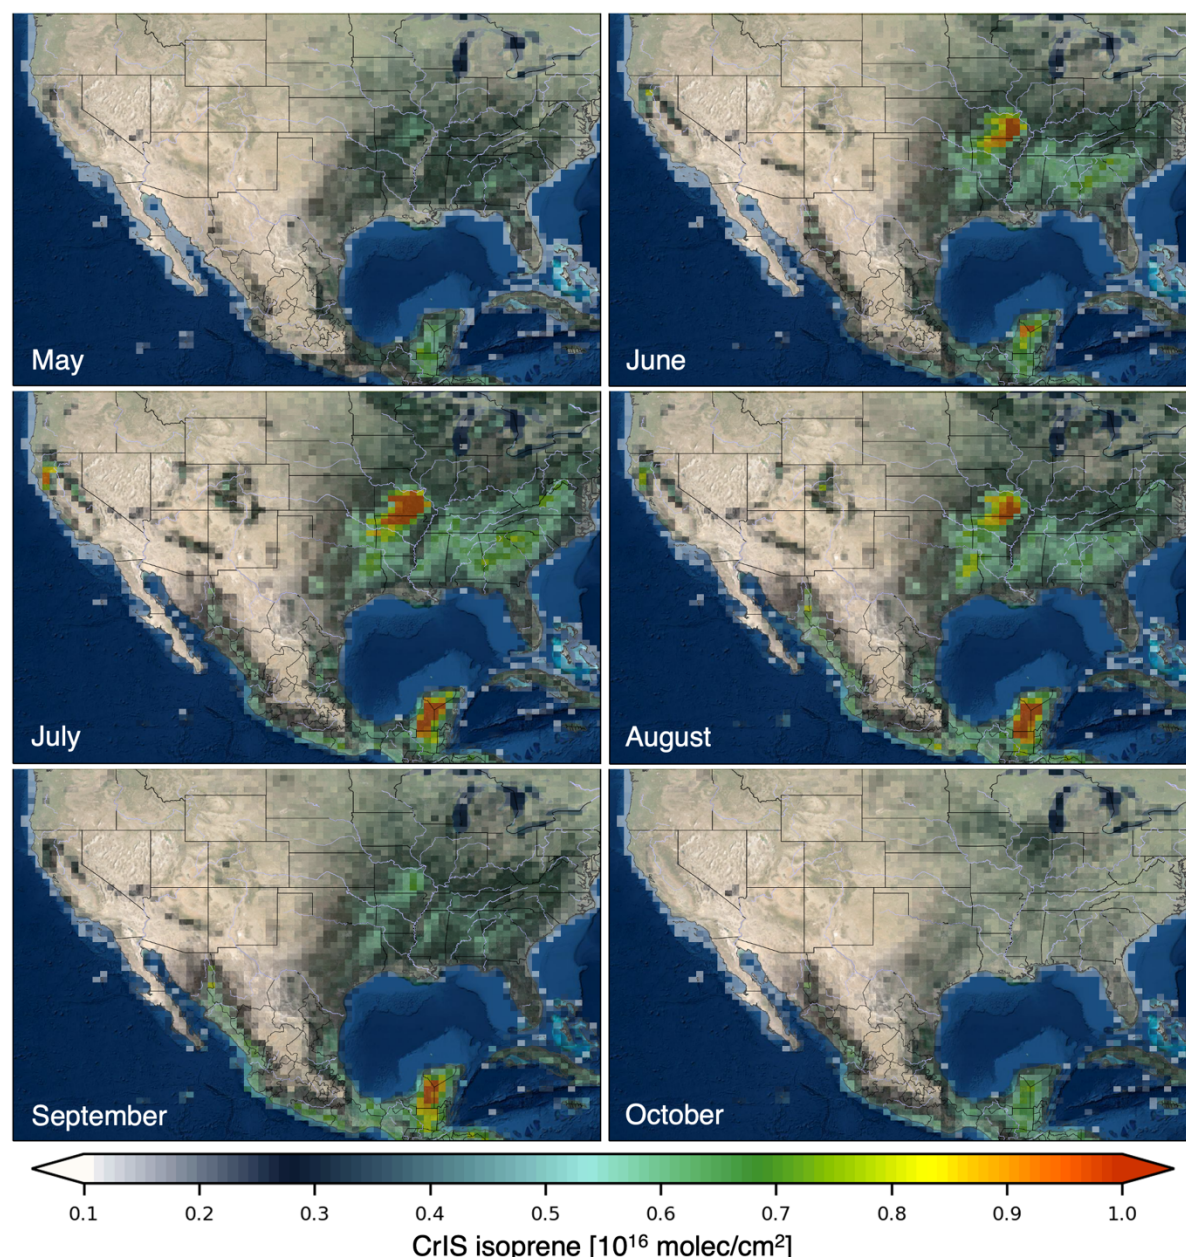 May
June
July
August
September
October
0.1 0.2 0.3 0.4 0.5 0.6 0.7 0.8 0.9 1.0
CrIS isoprene [10¹⁶ molec/cm²]